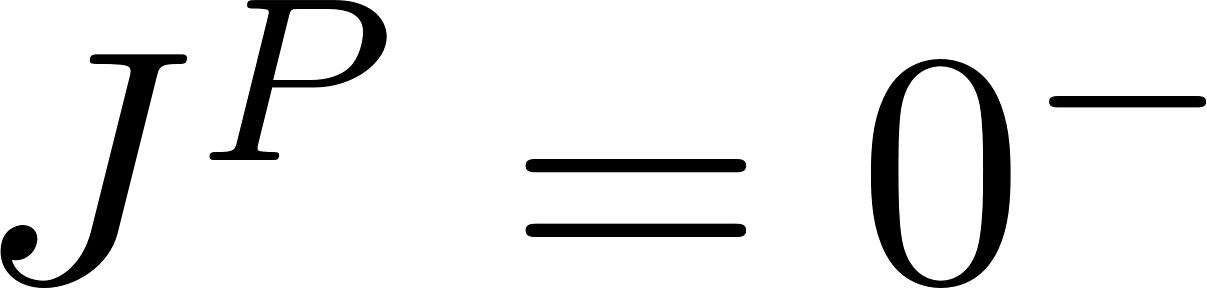 J^P = 0^-